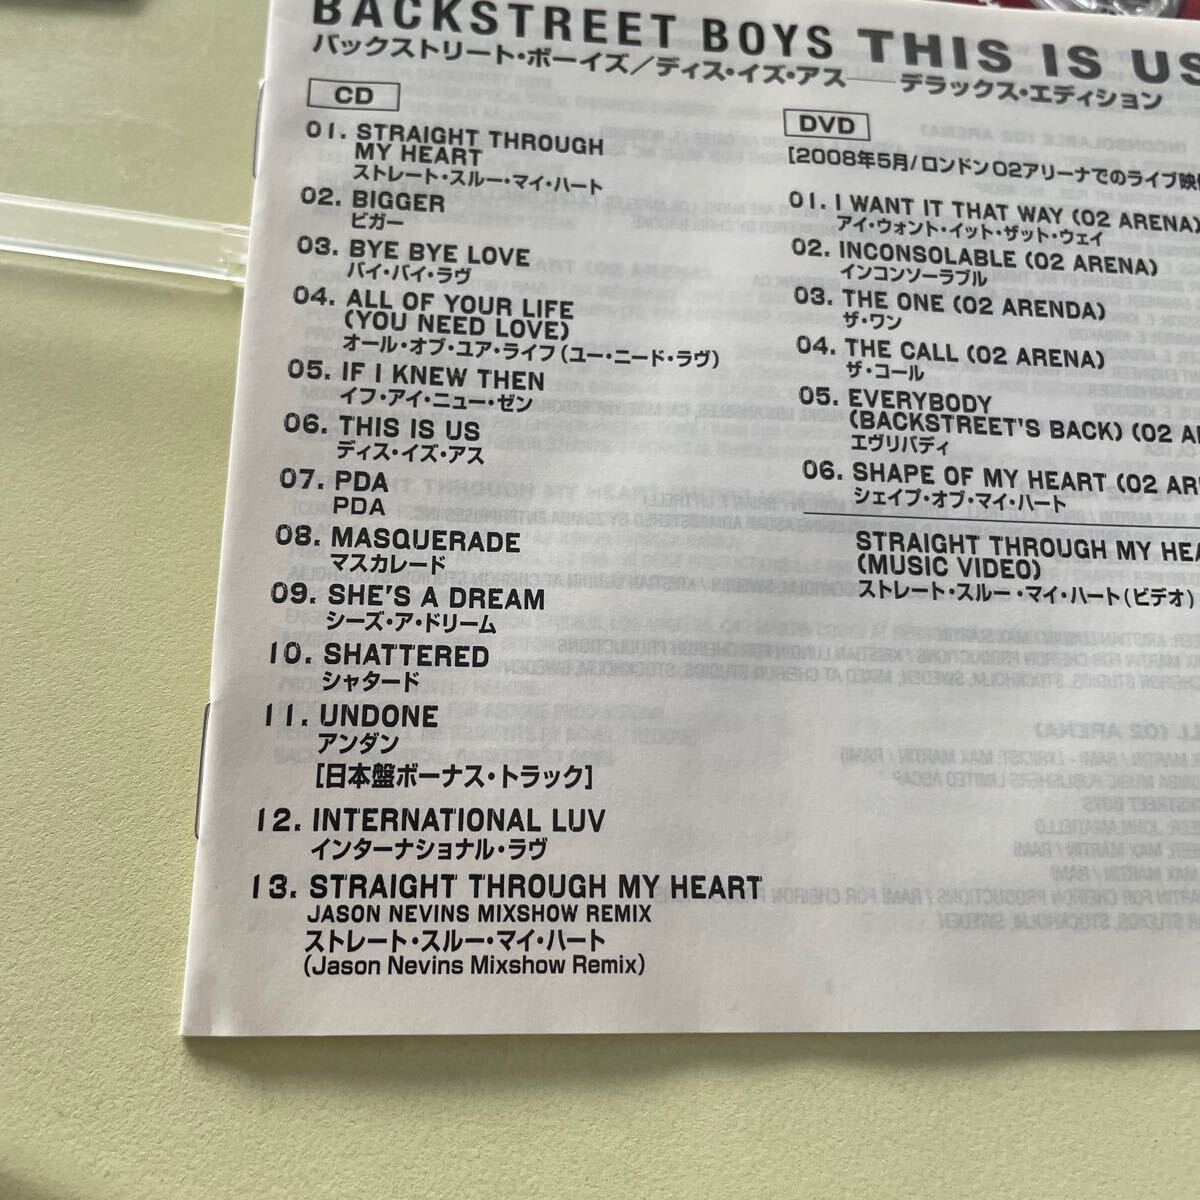 BACKSTREET BOYS THIS IS US
バックストリート・ボーイズ／ディス・イズ・アス——デラックス・エディション
CD
01. STRAIGHT THROUGH
MY HEART
ストレート・スルー・マイ・ハート
02. BIGGER
ビガー
03. BYE BYE LOVE
バイ・バイ・ラヴ
04. ALL OF YOUR LIFE
(YOU NEED LOVE)
オール・オブ・ユア・ライフ（ユー・ニード・ラヴ）
05. IF I KNEW THEN
イフ・アイ・ニュー・ゼン
06. THIS IS US
ディス・イズ・アス
07. PDA
PDA
08. MASQUERADE
マスカレード
09. SHE'S A DREAM
シーズ・ア・ドリーム
10. SHATTERED
シャタード
11. UNDONE
アンダン
[日本盤ボーナス・トラック]
12. INTERNATIONAL LUV
インターナショナル・ラヴ
13. STRAIGHT THROUGH MY HEART
JASON NEVINS MIXSHOW REMIX
ストレート・スルー・マイ・ハート
(Jason Nevins Mixshow Remix)
DVD
[2008年5月/ロンドンO2アリーナでのライブ映
01. I WANT IT THAT WAY (O2 ARENA)
アイ・ウォント・イット・ザット・ウェイ
02. INCONSOLABLE (O2 ARENA)
インコンソーラブル
03. THE ONE (O2 ARENDA)
ザ・ワン
04. THE CALL (O2 ARENA)
ザ・コール
05. EVERYBODY
(BACKSTREET'S BACK) (O2 AR
エヴリバディ
06. SHAPE OF MY HEART (O2 ARE
シェイプ・オブ・マイ・ハート
STRAIGHT THROUGH MY HEA
(MUSIC VIDEO)
ストレート・スルー・マイ・ハート（ビデオ）